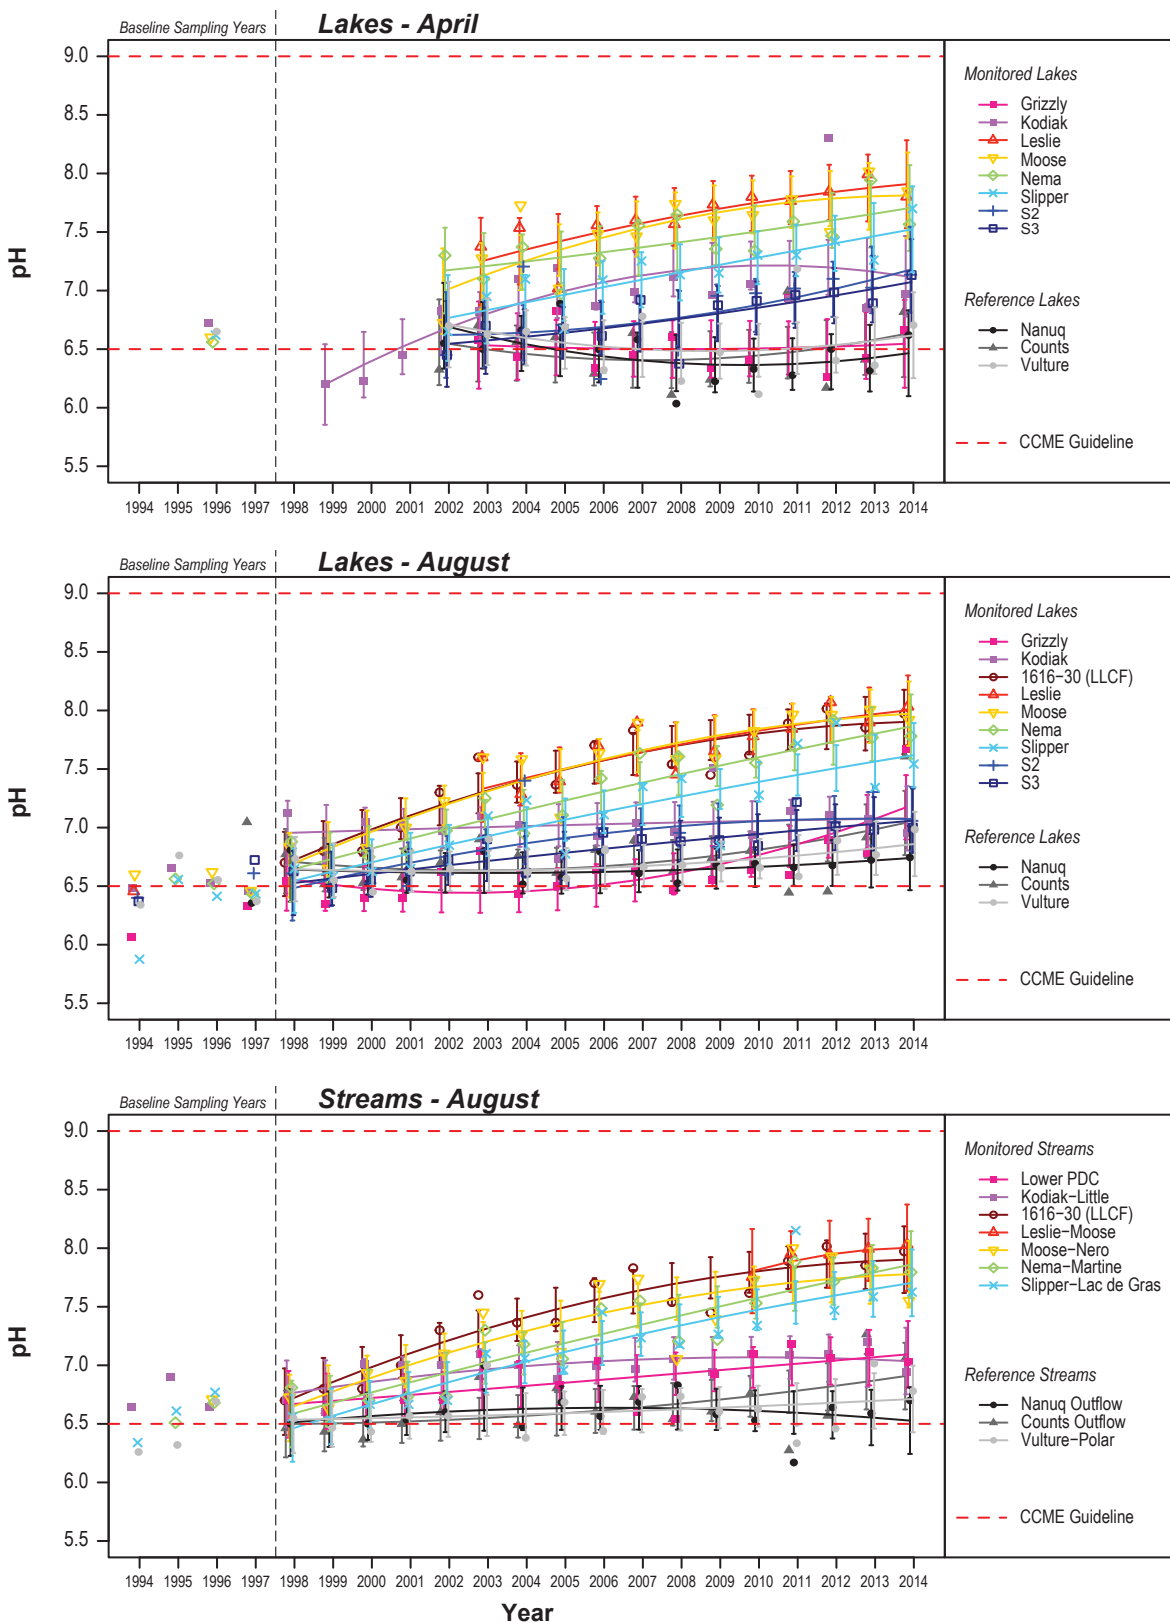 Baseline Sampling Years
Lakes - April
pH
9.0
8.5
8.0
7.5
7.0
6.5
6.0
5.5
1994 1995 1996 1997 1998 1999 2000 2001 2002 2003 2004 2005 2006 2007 2008 2009 2010 2011 2012 2013 2014
Monitored Lakes
Grizzly
Kodiak
Leslie
Moose
Nema
Slipper
S2
S3
Reference Lakes
Nanuq
Counts
Vulture
CCME Guideline
Baseline Sampling Years
Lakes - August
pH
9.0
8.5
8.0
7.5
7.0
6.5
6.0
5.5
1994 1995 1996 1997 1998 1999 2000 2001 2002 2003 2004 2005 2006 2007 2008 2009 2010 2011 2012 2013 2014
Monitored Lakes
Grizzly
Kodiak
1616-30 (LLCF)
Leslie
Moose
Nema
Slipper
S2
S3
Reference Lakes
Nanuq
Counts
Vulture
CCME Guideline
Baseline Sampling Years
Streams - August
pH
9.0
8.5
8.0
7.5
7.0
6.5
6.0
5.5
1994 1995 1996 1997 1998 1999 2000 2001 2002 2003 2004 2005 2006 2007 2008 2009 2010 2011 2012 2013 2014
Year
Monitored Streams
Lower PDC
Kodiak-Little
1616-30 (LLCF)
Leslie-Moose
Moose-Nero
Nema-Martine
Slipper-Lac de Gras
Reference Streams
Nanuq Outflow
Counts Outflow
Vulture-Polar
CCME Guideline